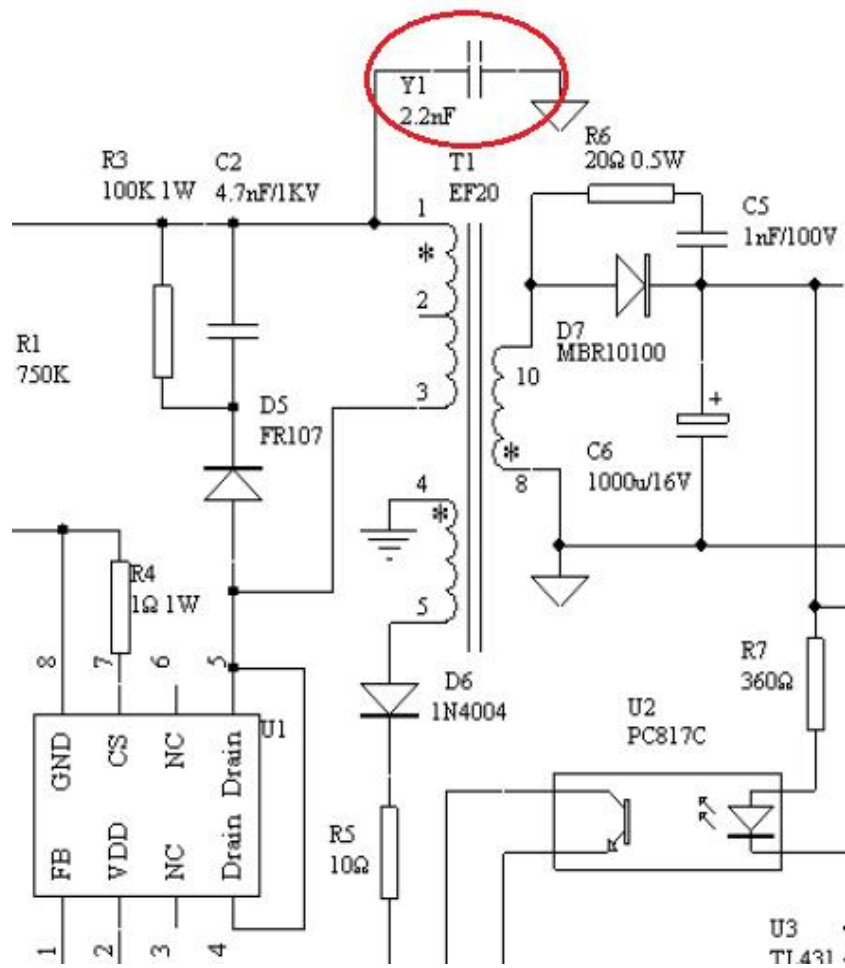 Y1
2.2nF
R3
100K 1W
C2
4.7nF/1KV
T1
EF20
R6
20Ω 0.5W
C5
1nF/100V
1
*
2
3
R1
750K
D5
FR107
10
D7
MBR10100
*
8
+
C6
1000u/16V
4
*
5
R4
1Ω 1W
8
7
6
5
U1
GND
CS
NC
Drain
FB
VDD
NC
Drain
1
2
3
4
D6
1N4004
R5
10Ω
U2
PC817C
R7
360Ω
U3
TL431